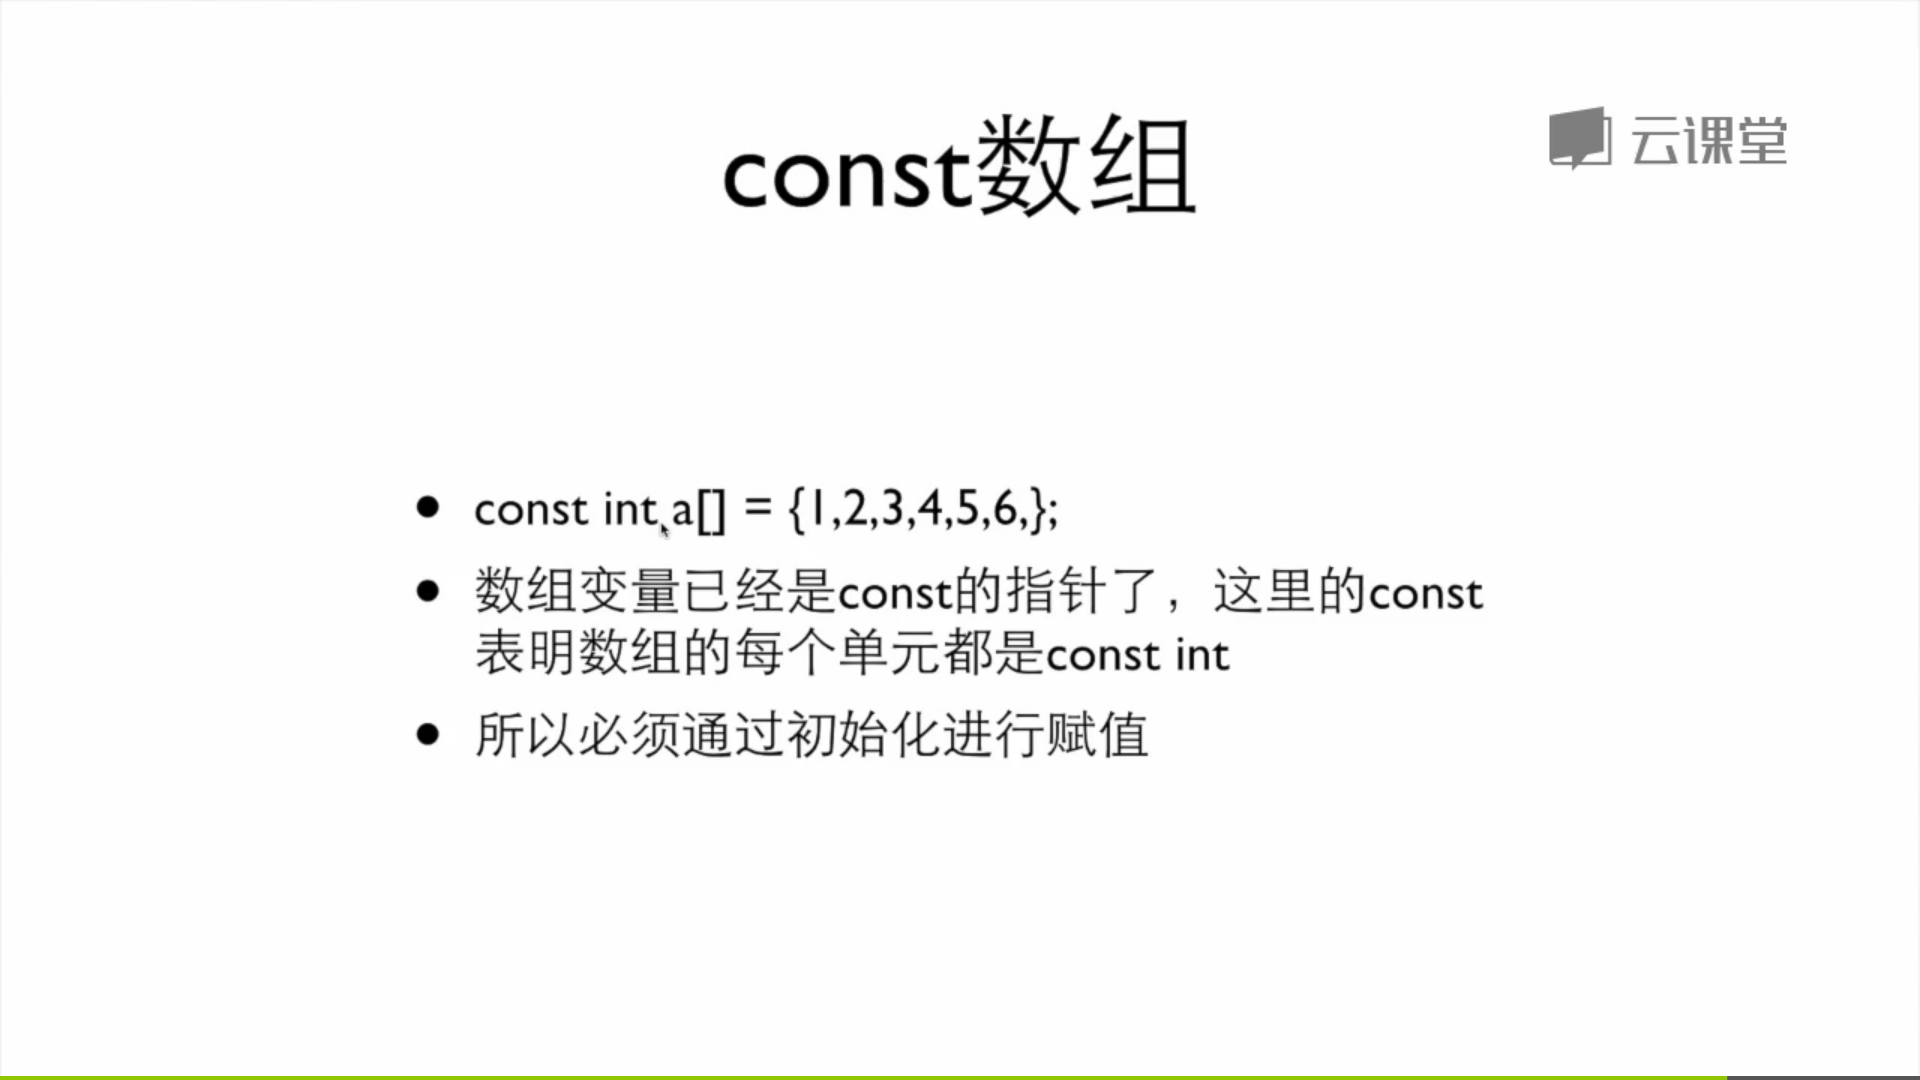 const数组
云课堂
● const int a[] = {1,2,3,4,5,6,};
● 数组变量已经是const的指针了，这里的const
表明数组的每个单元都是const int
● 所以必须通过初始化进行赋值